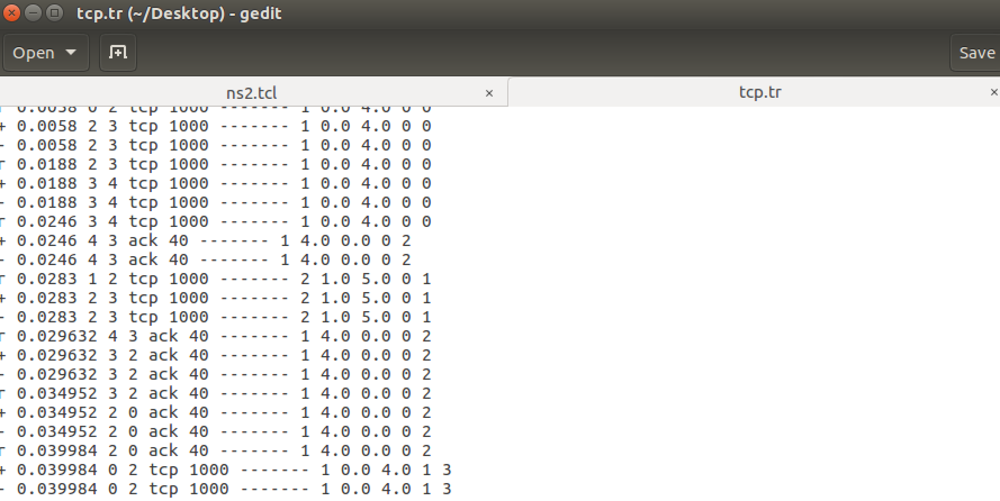 tcp.tr (~/Desktop) - gedit
Open
Save
ns2.tcl × tcp.tr ×
r 0.0058 0 2 tcp 1000 ------- 1 0.0 4.0 0 0
+ 0.0058 2 3 tcp 1000 ------- 1 0.0 4.0 0 0
- 0.0058 2 3 tcp 1000 ------- 1 0.0 4.0 0 0
r 0.0188 2 3 tcp 1000 ------- 1 0.0 4.0 0 0
+ 0.0188 3 4 tcp 1000 ------- 1 0.0 4.0 0 0
- 0.0188 3 4 tcp 1000 ------- 1 0.0 4.0 0 0
r 0.0246 3 4 tcp 1000 ------- 1 0.0 4.0 0 0
+ 0.0246 4 3 ack 40 ------- 1 4.0 0.0 0 2
- 0.0246 4 3 ack 40 ------- 1 4.0 0.0 0 2
r 0.0283 1 2 tcp 1000 ------- 2 1.0 5.0 0 1
+ 0.0283 2 3 tcp 1000 ------- 2 1.0 5.0 0 1
- 0.0283 2 3 tcp 1000 ------- 2 1.0 5.0 0 1
r 0.029632 4 3 ack 40 ------- 1 4.0 0.0 0 2
+ 0.029632 3 2 ack 40 ------- 1 4.0 0.0 0 2
- 0.029632 3 2 ack 40 ------- 1 4.0 0.0 0 2
r 0.034952 3 2 ack 40 ------- 1 4.0 0.0 0 2
+ 0.034952 2 0 ack 40 ------- 1 4.0 0.0 0 2
- 0.034952 2 0 ack 40 ------- 1 4.0 0.0 0 2
r 0.039984 2 0 ack 40 ------- 1 4.0 0.0 0 2
+ 0.039984 0 2 tcp 1000 ------- 1 0.0 4.0 1 3
- 0.039984 0 2 tcp 1000 ------- 1 0.0 4.0 1 3